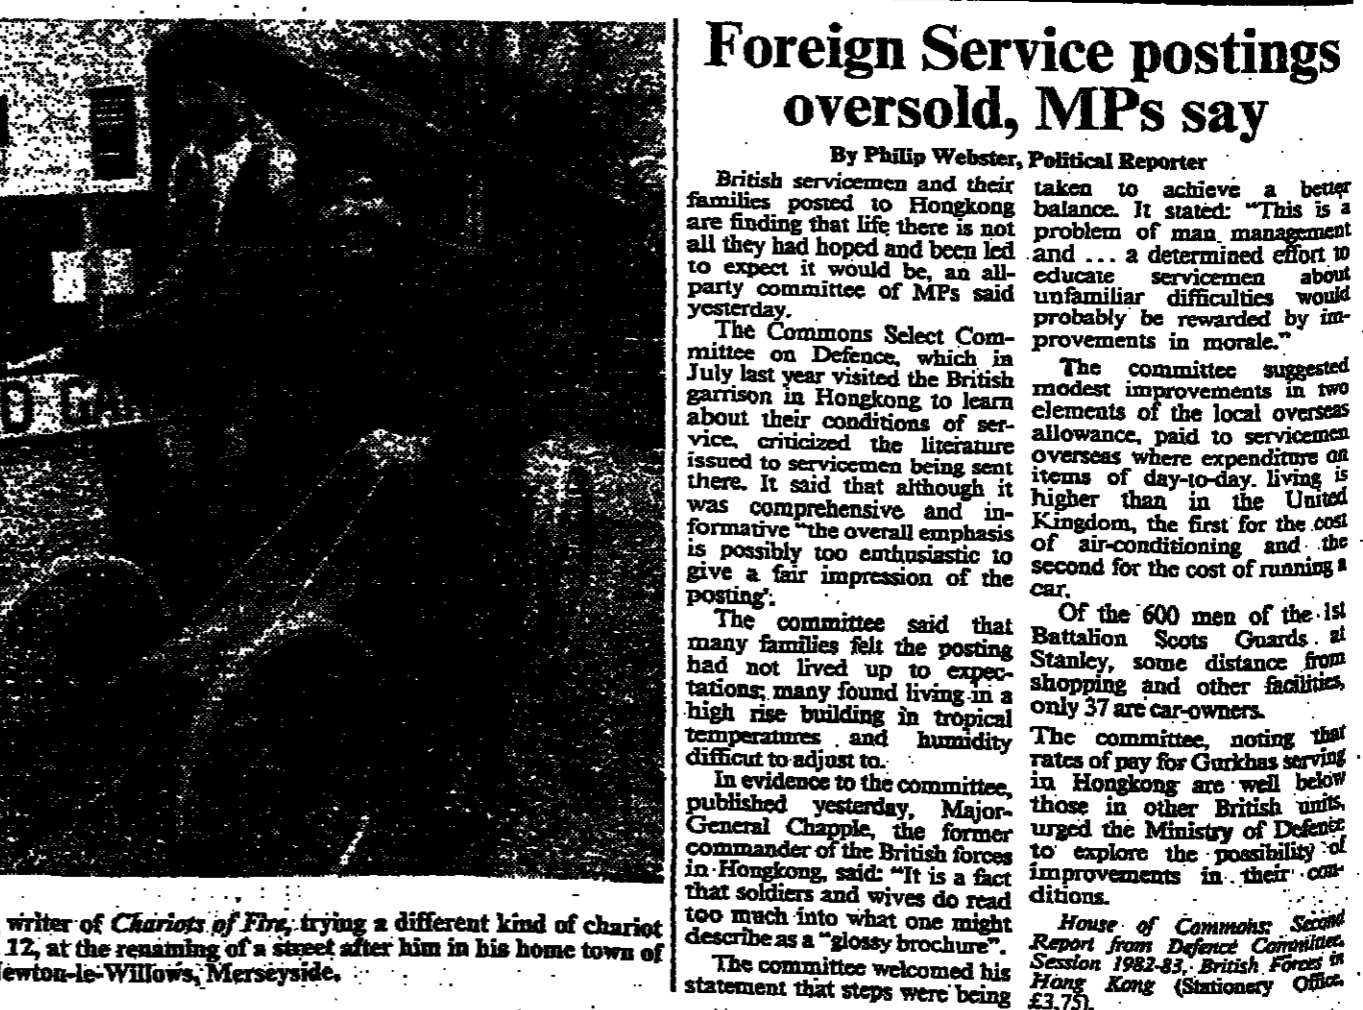 D GA
writer of Chariots of Fire, trying a different kind of chariot
12, at the renaming of a street after him in his home town of
ewton-le-Willows, Merseyside.
Foreign Service postings
oversold, MPs say
By Philip Webster, Political Reporter
British servicemen and their
families posted to Hongkong
are finding that life there is not
all they had hoped and been led
to expect it would be, an all-
party committee of MPs said
yesterday.
The Commons Select Com-
mittee on Defence, which in
July last year visited the British
garrison in Hongkong to learn
about their conditions of ser-
vice, criticized the literature
issued to servicemen being sent
there. It said that although it
was comprehensive and in-
formative "the overall emphasis
is possibly too enthusiastic to
give a fair impression of the
posting".
The committee said that
many families felt the posting
had not lived up to expec-
tations; many found living in a
high rise building in tropical
temperatures and humidity
difficut to adjust to.
In evidence to the committee,
published yesterday, Major-
General Chapple, the former
commander of the British forces
in Hongkong, said: "It is a fact
that soldiers and wives do read
too much into what one might
describe as a "glossy brochure".
The committee welcomed his
statement that steps were being
taken to achieve a better
balance. It stated: "This is a
problem of man management
and ... a determined effort to
educate servicemen about
unfamiliar difficulties would
probably be rewarded by im-
provements in morale."
The committee suggested
modest improvements in two
elements of the local overseas
allowance, paid to servicemen
overseas where expenditure on
items of day-to-day living is
higher than in the United
Kingdom, the first for the cost
of air-conditioning and the
second for the cost of running a
car.
Of the 600 men of the 1st
Battalion Scots Guards at
Stanley, some distance from
shopping and other facilities,
only 37 are car-owners.
The committee, noting that
rates of pay for Gurkhas serving
in Hongkong are well below
those in other British units,
urged the Ministry of Defence
to explore the possibility of
improvements in their con-
ditions.
House of Commons: Second
Report from Defence Committee,
Session 1982-83, British Forces in
Hong Kong (Stationery Office,
£3.75).